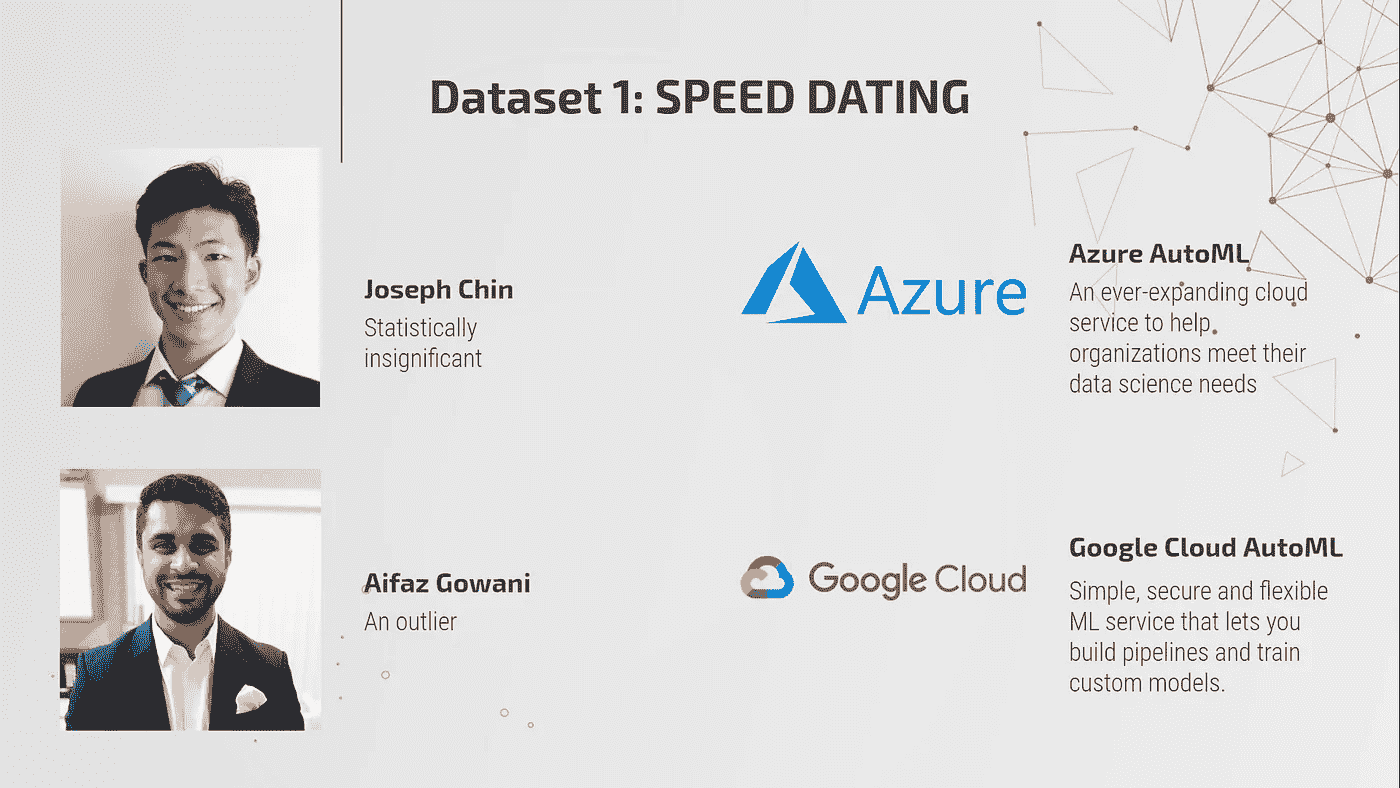 Dataset 1: SPEED DATING
Joseph Chin
Statistically
insignificant
Azure
Azure AutoML
An ever-expanding cloud
service to help
organizations meet their
data science needs
Aifaz Gowani
An outlier
Google Cloud
Google Cloud AutoML
Simple, secure and flexible
ML service that lets you
build pipelines and train
custom models.